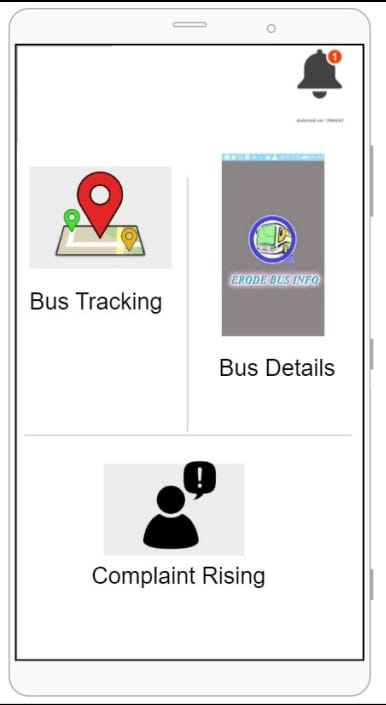 1
Bus Tracking
ERODE BUS INFO
Bus Details
!
Complaint Rising